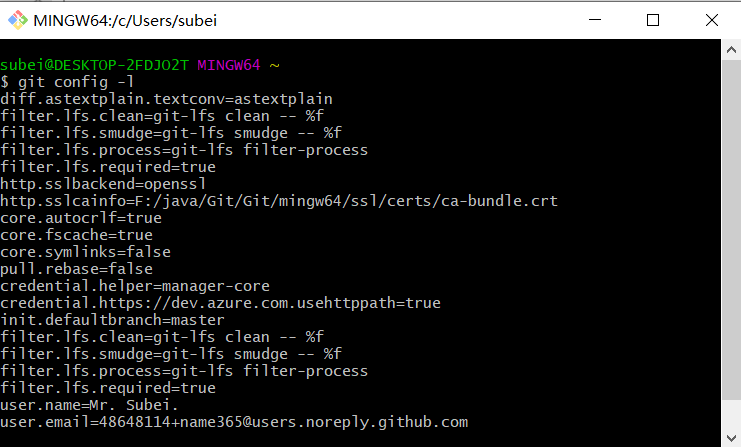 MINGW64:/c/Users/subei
subei@DESKTOP-2FDJO2T MINGW64 ~
$ git config -l
diff.astextplain.textconv=astextplain
filter.lfs.clean=git-lfs clean -- %f
filter.lfs.smudge=git-lfs smudge -- %f
filter.lfs.process=git-lfs filter-process
filter.lfs.required=true
http.sslbackend=openssl
http.sslcainfo=F:/java/Git/Git/mingw64/ssl/certs/ca-bundle.crt
core.autocrlf=true
core.fscache=true
core.symlinks=false
pull.rebase=false
credential.helper=manager-core
credential.https://dev.azure.com.usehttppath=true
init.defaultbranch=master
filter.lfs.clean=git-lfs clean -- %f
filter.lfs.smudge=git-lfs smudge -- %f
filter.lfs.process=git-lfs filter-process
filter.lfs.required=true
user.name=Mr. Subei.
user.email=48648114+name365@users.noreply.github.com